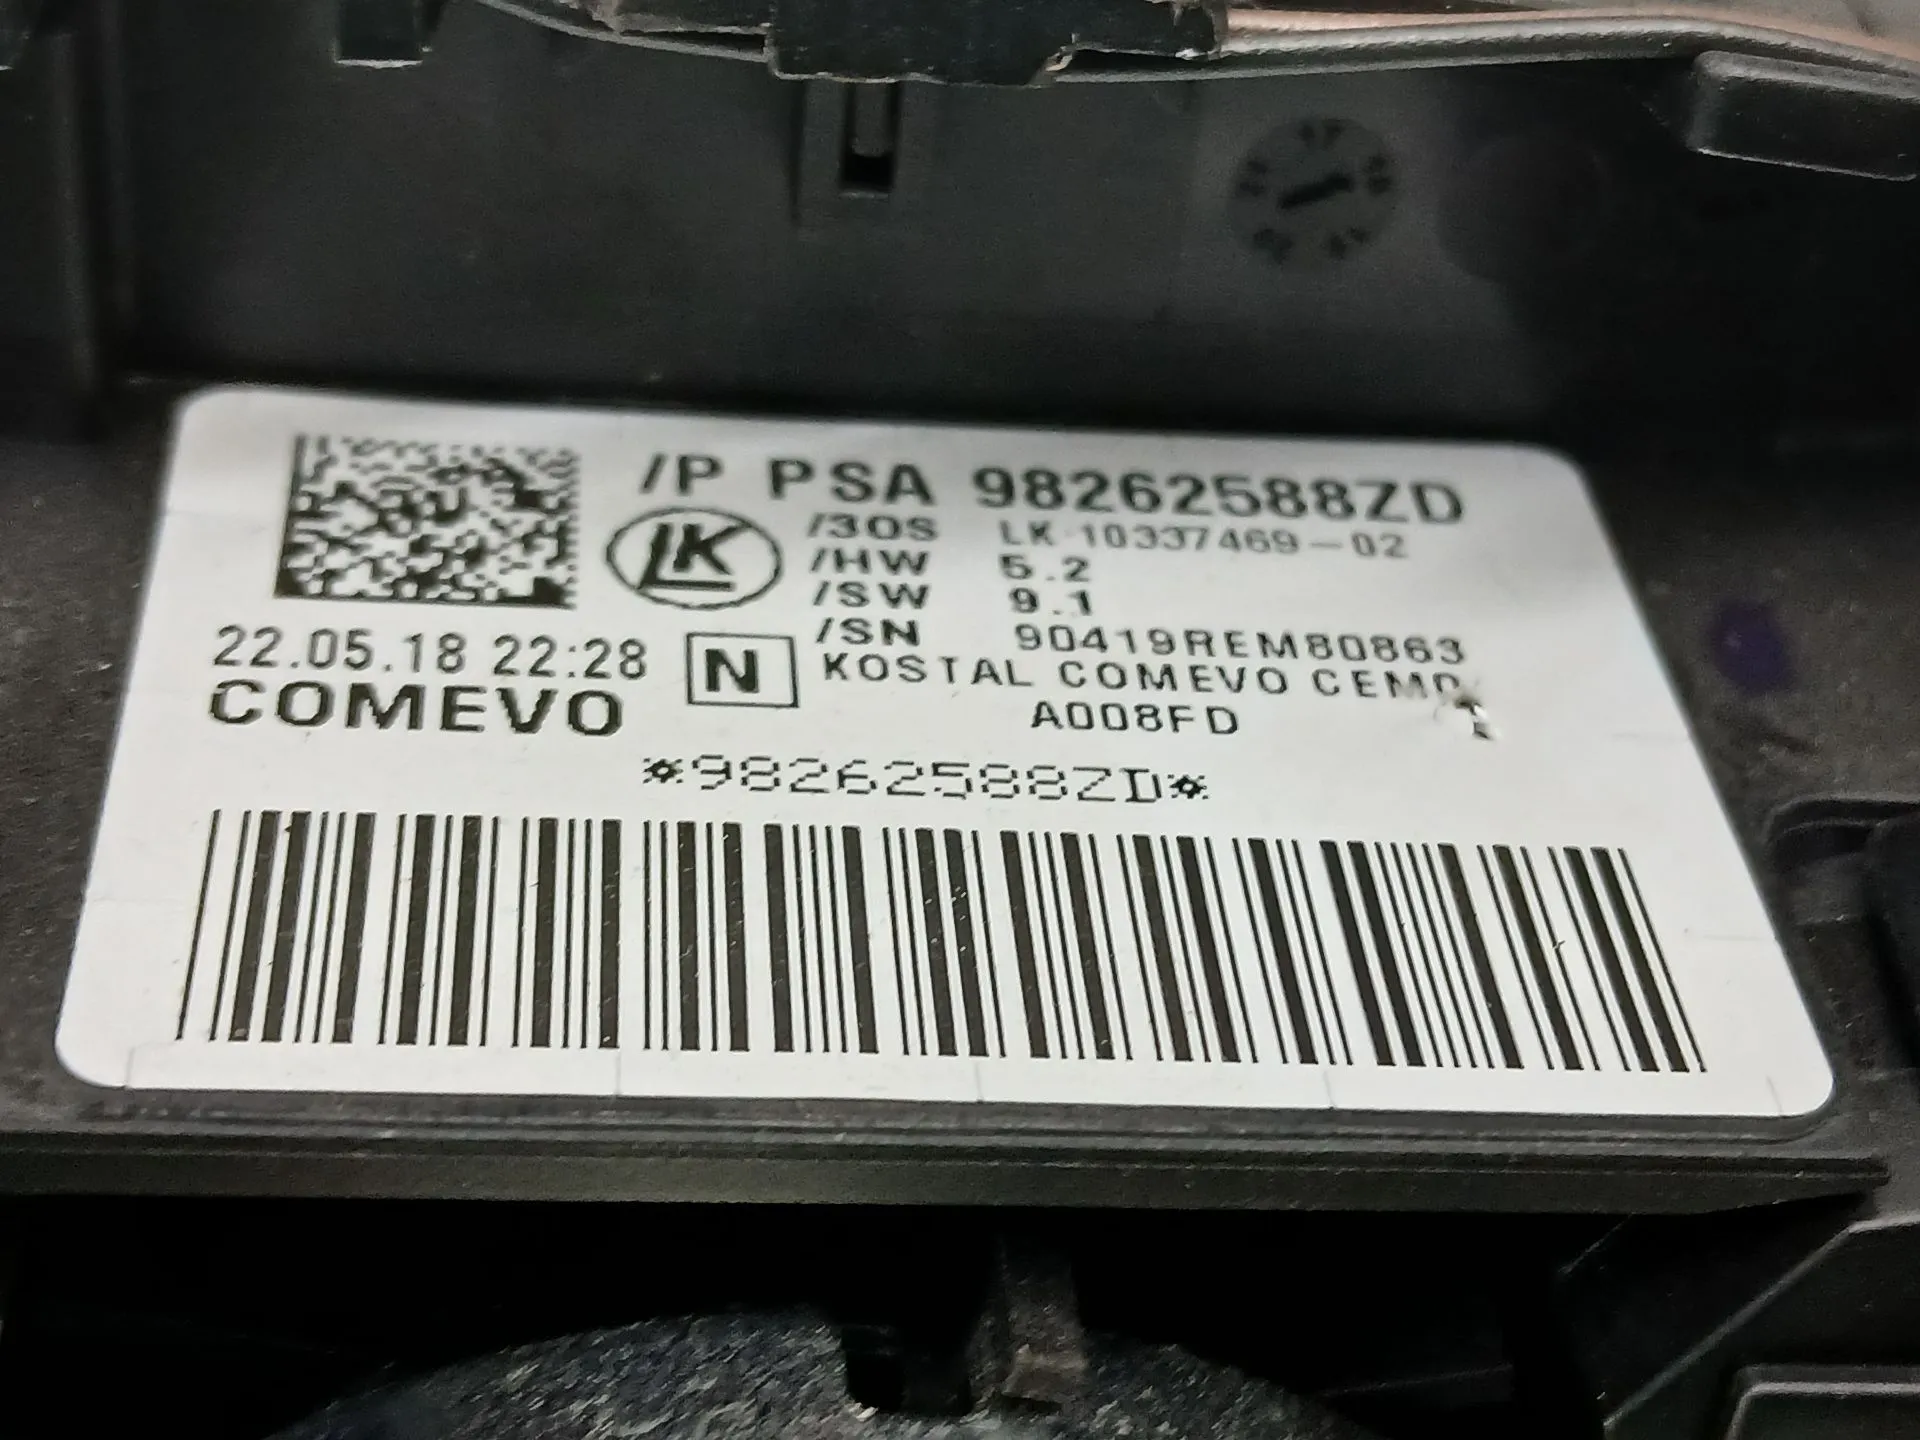 /P PSA 98262588ZD
LK
/30S LK 10337469-02
/HW 5.2
/SW 9.1
/SN 90419REM80863
22.05.18 22:28
N
KOSTAL COMEVO
COMEVO
A008FD
*98262588ZD*